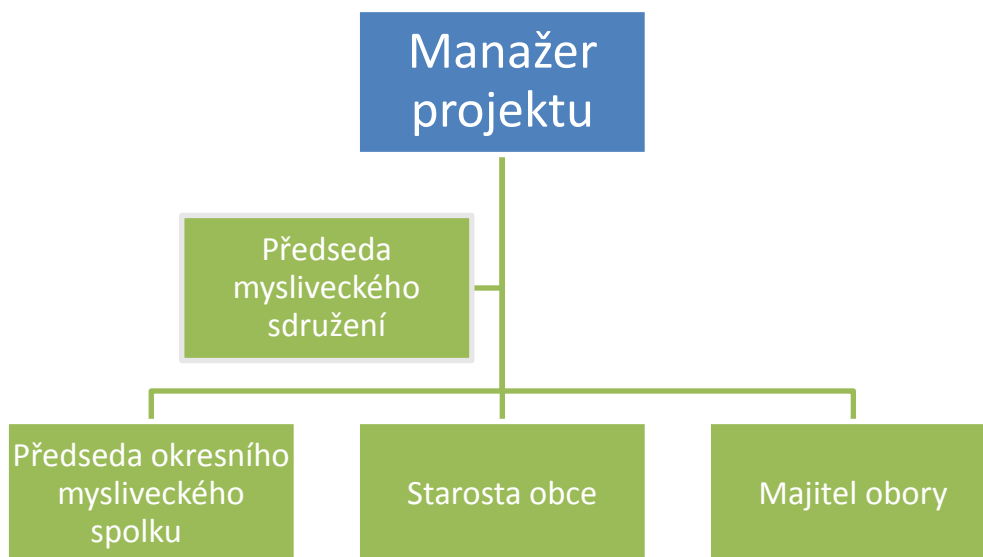 Manažer
projektu
Předseda
mysliveckého
sdružení
Předseda okresního
mysliveckého
spolku
Starosta obce
Majitel obory